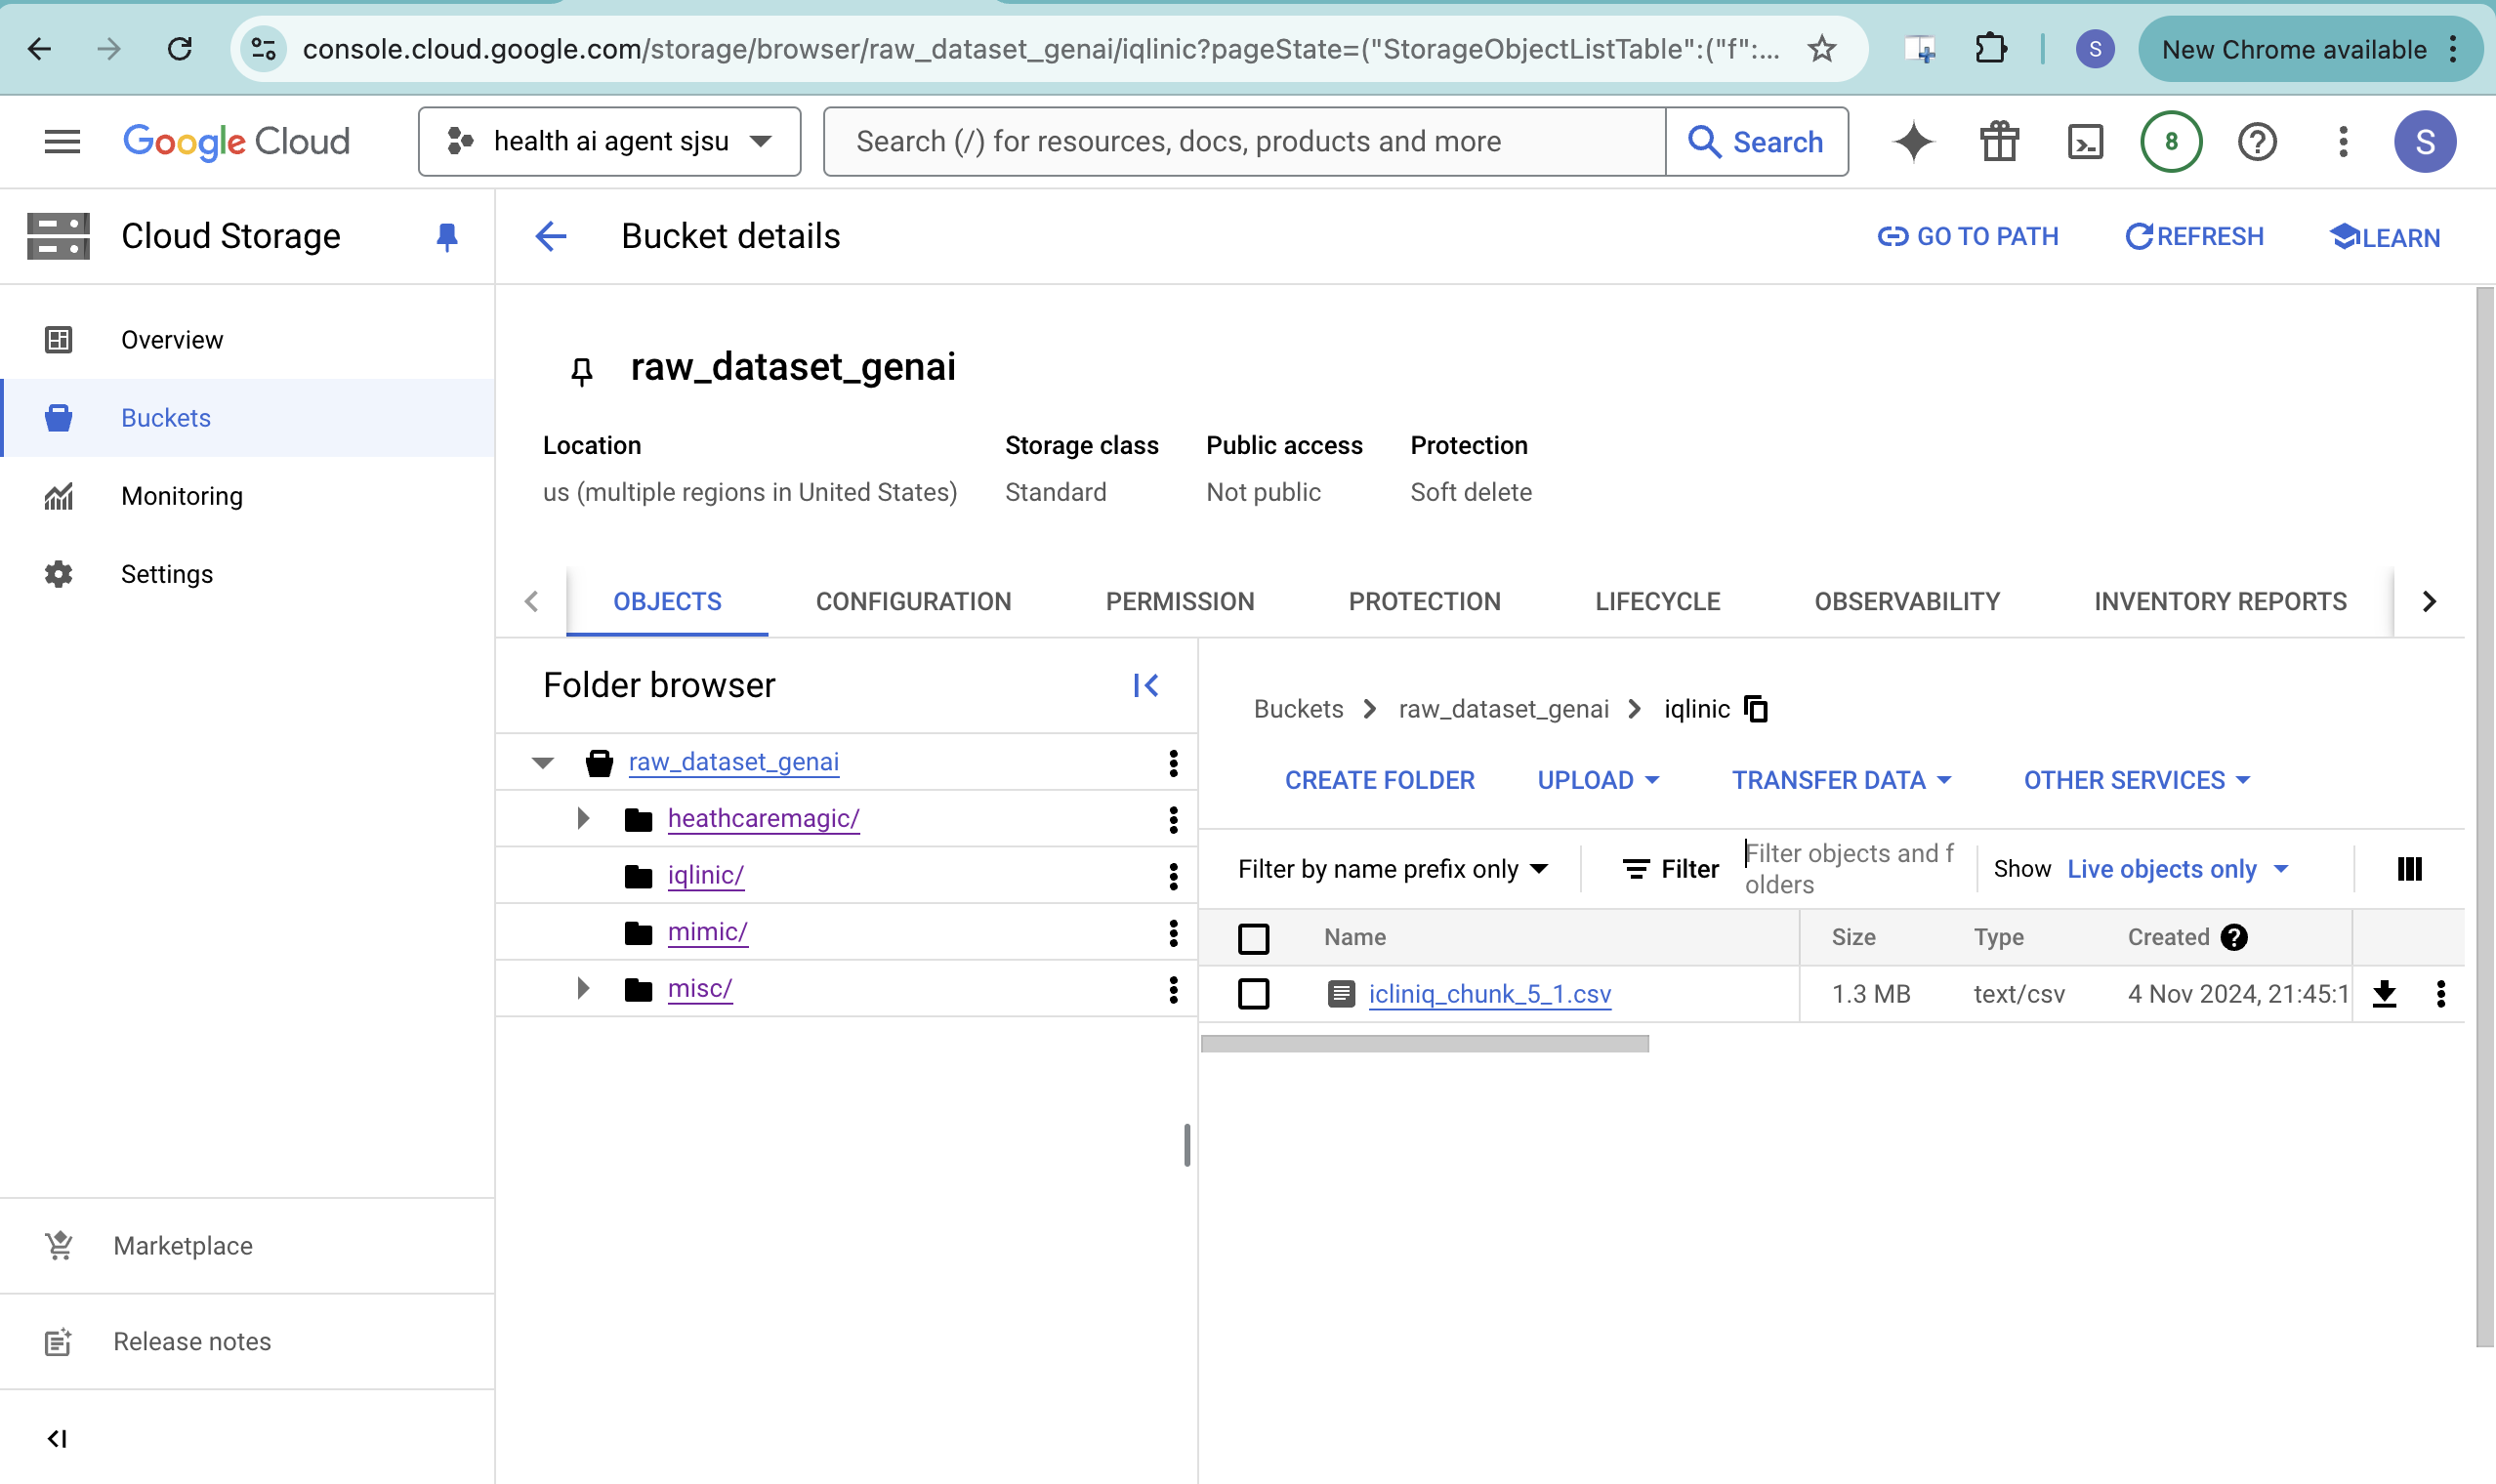 console.cloud.google.com/storage/browser/raw_dataset_genai/iqlinic?pageState=("StorageObjectListTable":("f":...
S
New Chrome available
Google Cloud
health ai agent sjsu
Search (/) for resources, docs, products and more
Search
8
S
Cloud Storage
Bucket details
GO TO PATH
REFRESH
LEARN
Overview
Buckets
Monitoring
Settings
Marketplace
Release notes
raw_dataset_genai
Location
Storage class
Public access
Protection
us (multiple regions in United States)
Standard
Not public
Soft delete
OBJECTS
CONFIGURATION
PERMISSION
PROTECTION
LIFECYCLE
OBSERVABILITY
INVENTORY REPORTS
Folder browser
raw_dataset_genai
heathcaremagic/
iqlinic/
mimic/
misc/
Buckets
raw_dataset_genai
iqlinic
CREATE FOLDER
UPLOAD
TRANSFER DATA
OTHER SERVICES
Filter by name prefix only
Filter
Filter objects and f
olders
Show
Live objects only
Name
Size
Type
Created
icliniq_chunk_5_1.csv
1.3 MB
text/csv
4 Nov 2024, 21:45:1